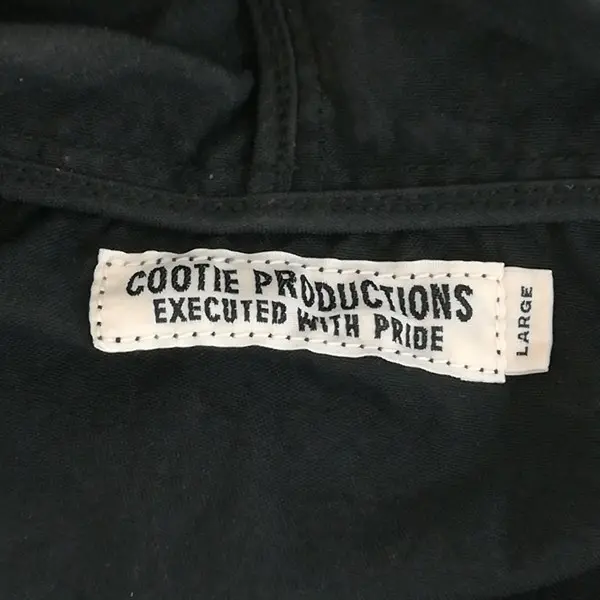 COOTIE PRODUCTIONS
EXECUTED WITH PRIDE
LARGE